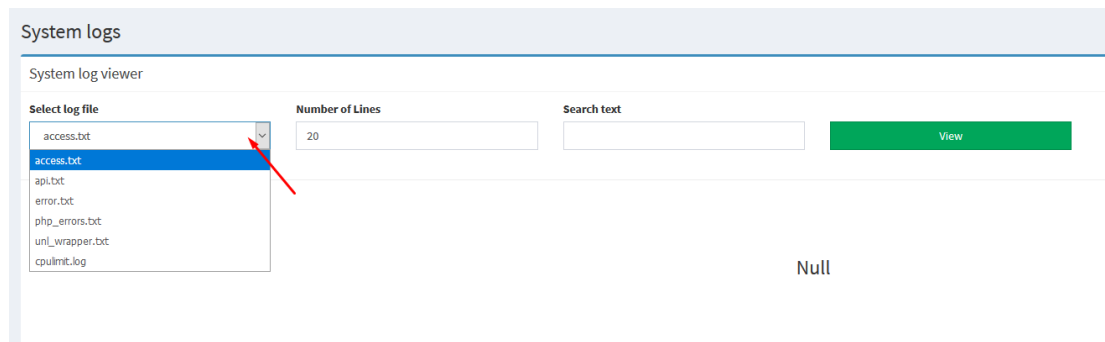 System logs
System log viewer
Select log file
Number of Lines
Search text
access.txt
20
View
access.txt
api.txt
error.txt
php_errors.txt
unl_wrapper.txt
cpulimit.log
Null